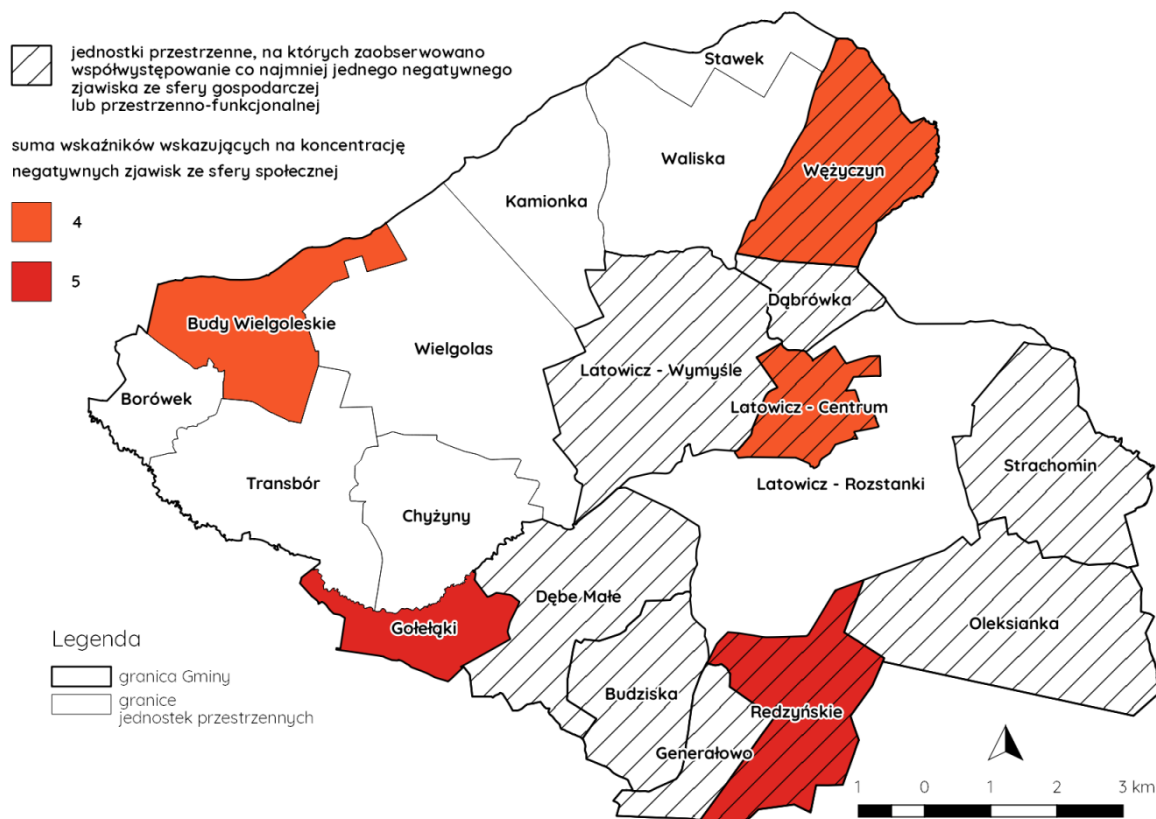 jednostki przestrzenne, na których zaobserwowano
współwystępowanie co najmniej jednego negatywnego
zjawiska ze sfery gospodarczej
lub przestrzenno-funkcjonalnej
suma wskaźników wskazujących na koncentrację
negatywnych zjawisk ze sfery społecznej
4
5
Stawek
Waliska
Wężyczyn
Kamionka
Dąbrówka
Budy Wielgoleskie
Wielgolas
Latowicz - Wymyśle
Borówek
Latowicz - Centrum
Strachomin
Transbór
Latowicz - Rozstanki
Chyżyny
Dębe Małe
Oleksianka
Gołełąki
Budziska
Redzyńskie
Generałowo
Legenda
granica Gminy
granice
jednostek przestrzennych
1 0 1 2 3 km